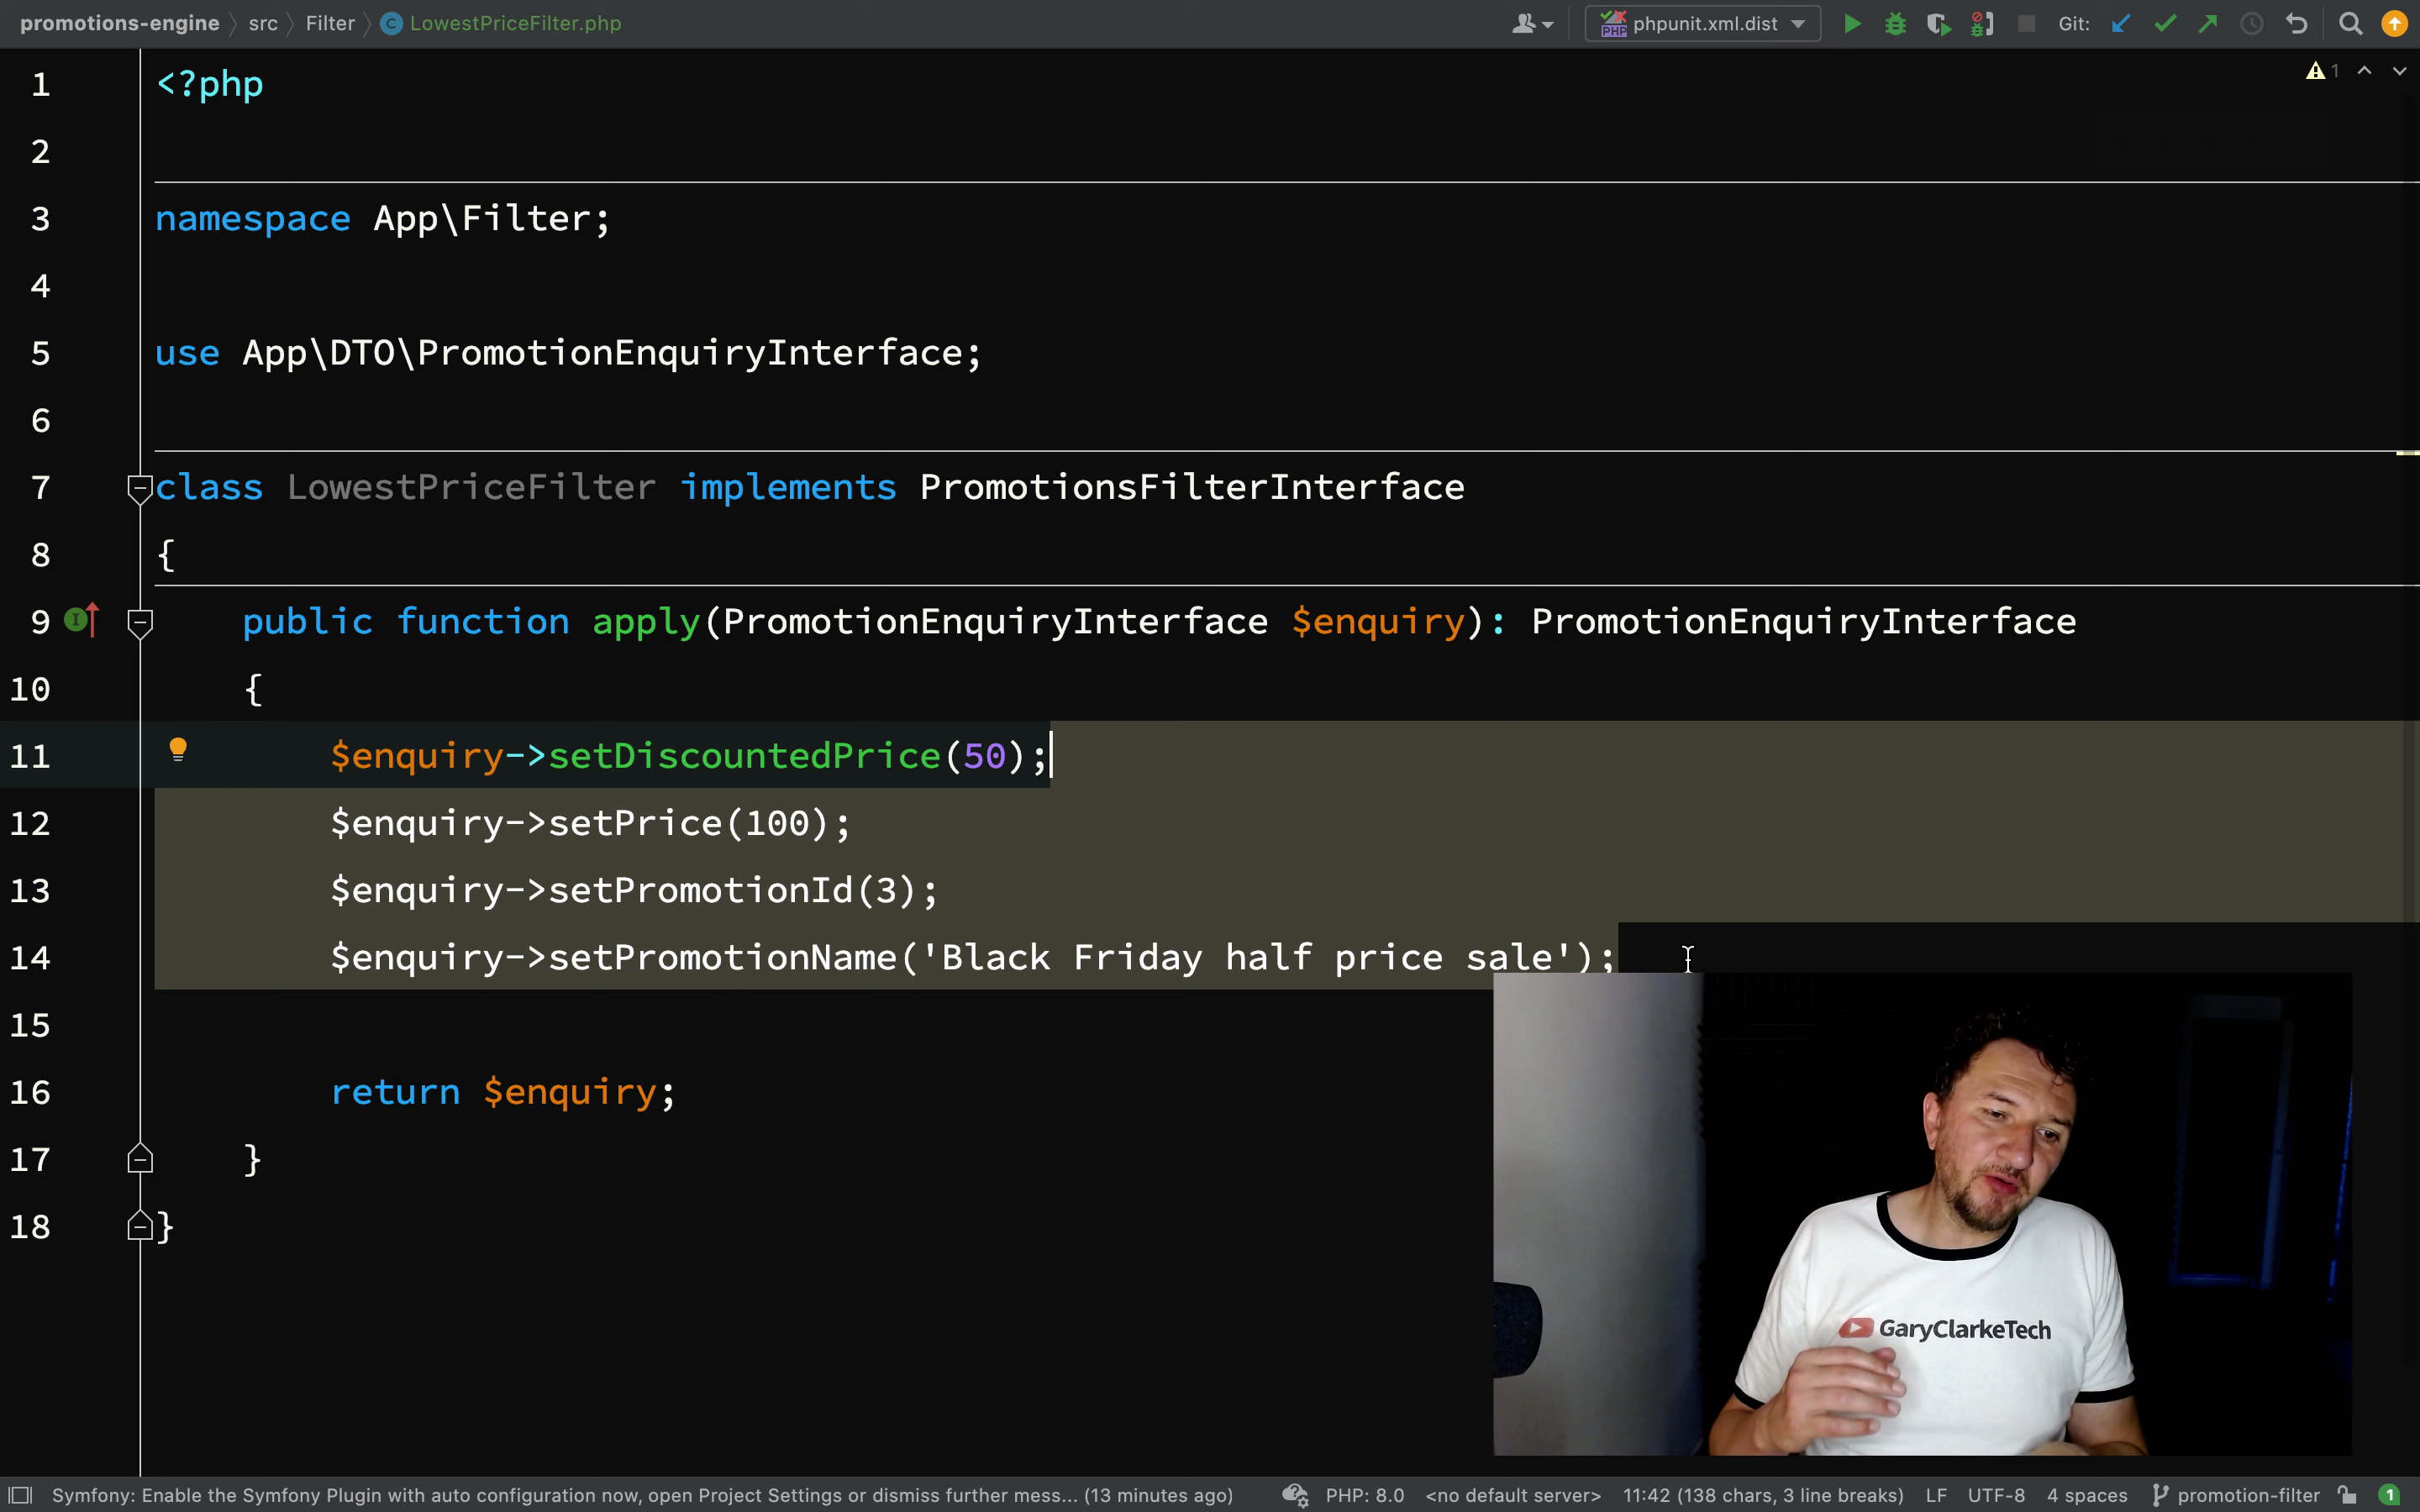 promotions-engine src Filter C LowestPriceFilter.php phpunit.xml.dist Git:
1
1 <?php
2
3 namespace App\Filter;
4
5 use App\DTO\PromotionEnquiryInterface;
6
7 class LowestPriceFilter implements PromotionsFilterInterface
8 {
9 public function apply(PromotionEnquiryInterface $enquiry): PromotionEnquiryInterface
10 {
11 $enquiry->setDiscountedPrice(50);
12 $enquiry->setPrice(100);
13 $enquiry->setPromotionId(3);
14 $enquiry->setPromotionName('Black Friday half price sale');
15
16 return $enquiry;
17 }
18 }
GaryClarkeTech
Symfony: Enable the Symfony Plugin with auto configuration now, open Project Settings or dismiss further mess... (13 minutes ago) PHP: 8.0 <no default server> 11:42 (138 chars, 3 line breaks) LF UTF-8 4 spaces promotion-filter 1